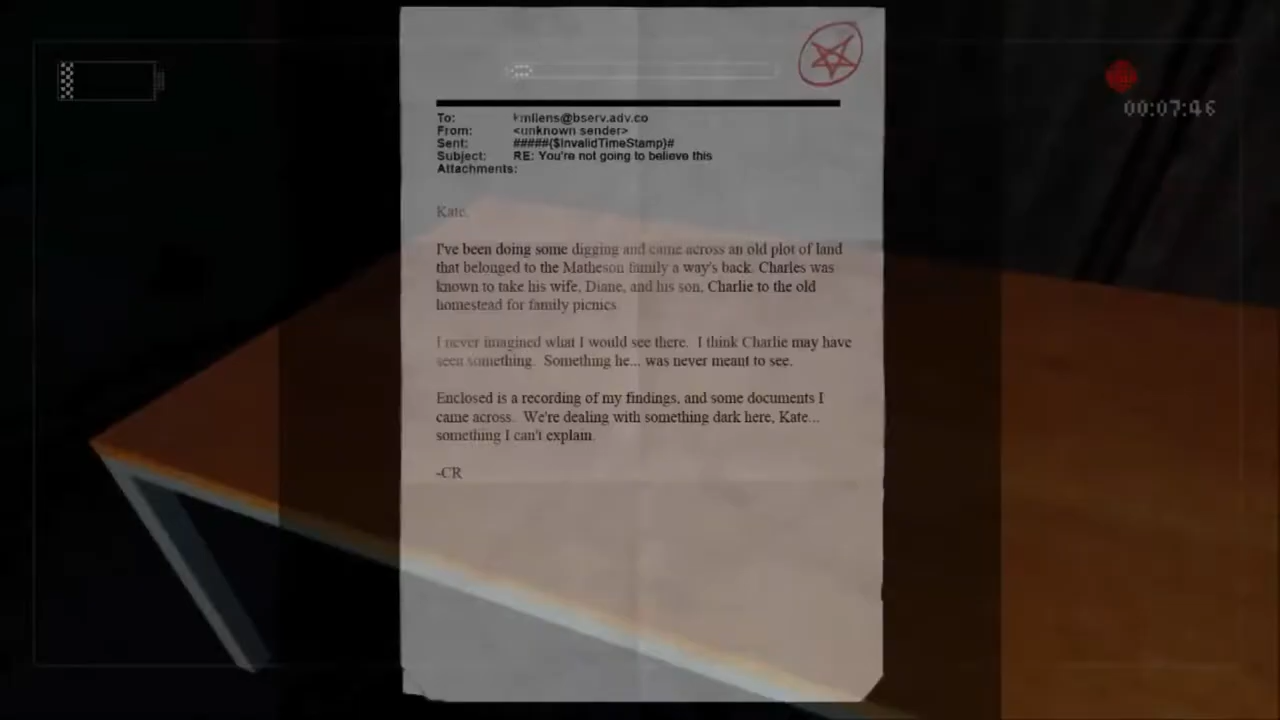 00:07:46
To: kmliens@bserv.adv.co
From: <unknown sender>
Sent: #####{$InvalidTimeStamp}#
Subject: RE: You're not going to believe this
Attachments:
Kate,
I've been doing some digging and came across an old plot of land
that belonged to the Matheson family a way's back. Charles was
known to take his wife, Diane, and his son, Charlie to the old
homestead for family picnics.
I never imagined what I would see there. I think Charlie may have
seen something. Something he... was never meant to see.
Enclosed is a recording of my findings, and some documents I
came across. We're dealing with something dark here, Kate...
something I can't explain.
-CR